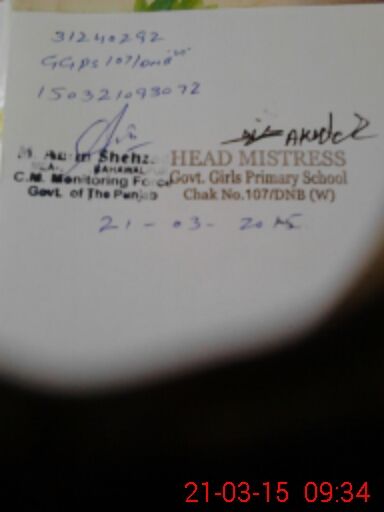 31240292
GGPS 107/DNB
150321093072
Shehz.
C.M. Monitoring Force
Govt. of The Punjab
HEAD MISTRESS
Govt. Girls Primary School
Chak No.107/DNB (W)
21-03-2015
21-03-15 09:34